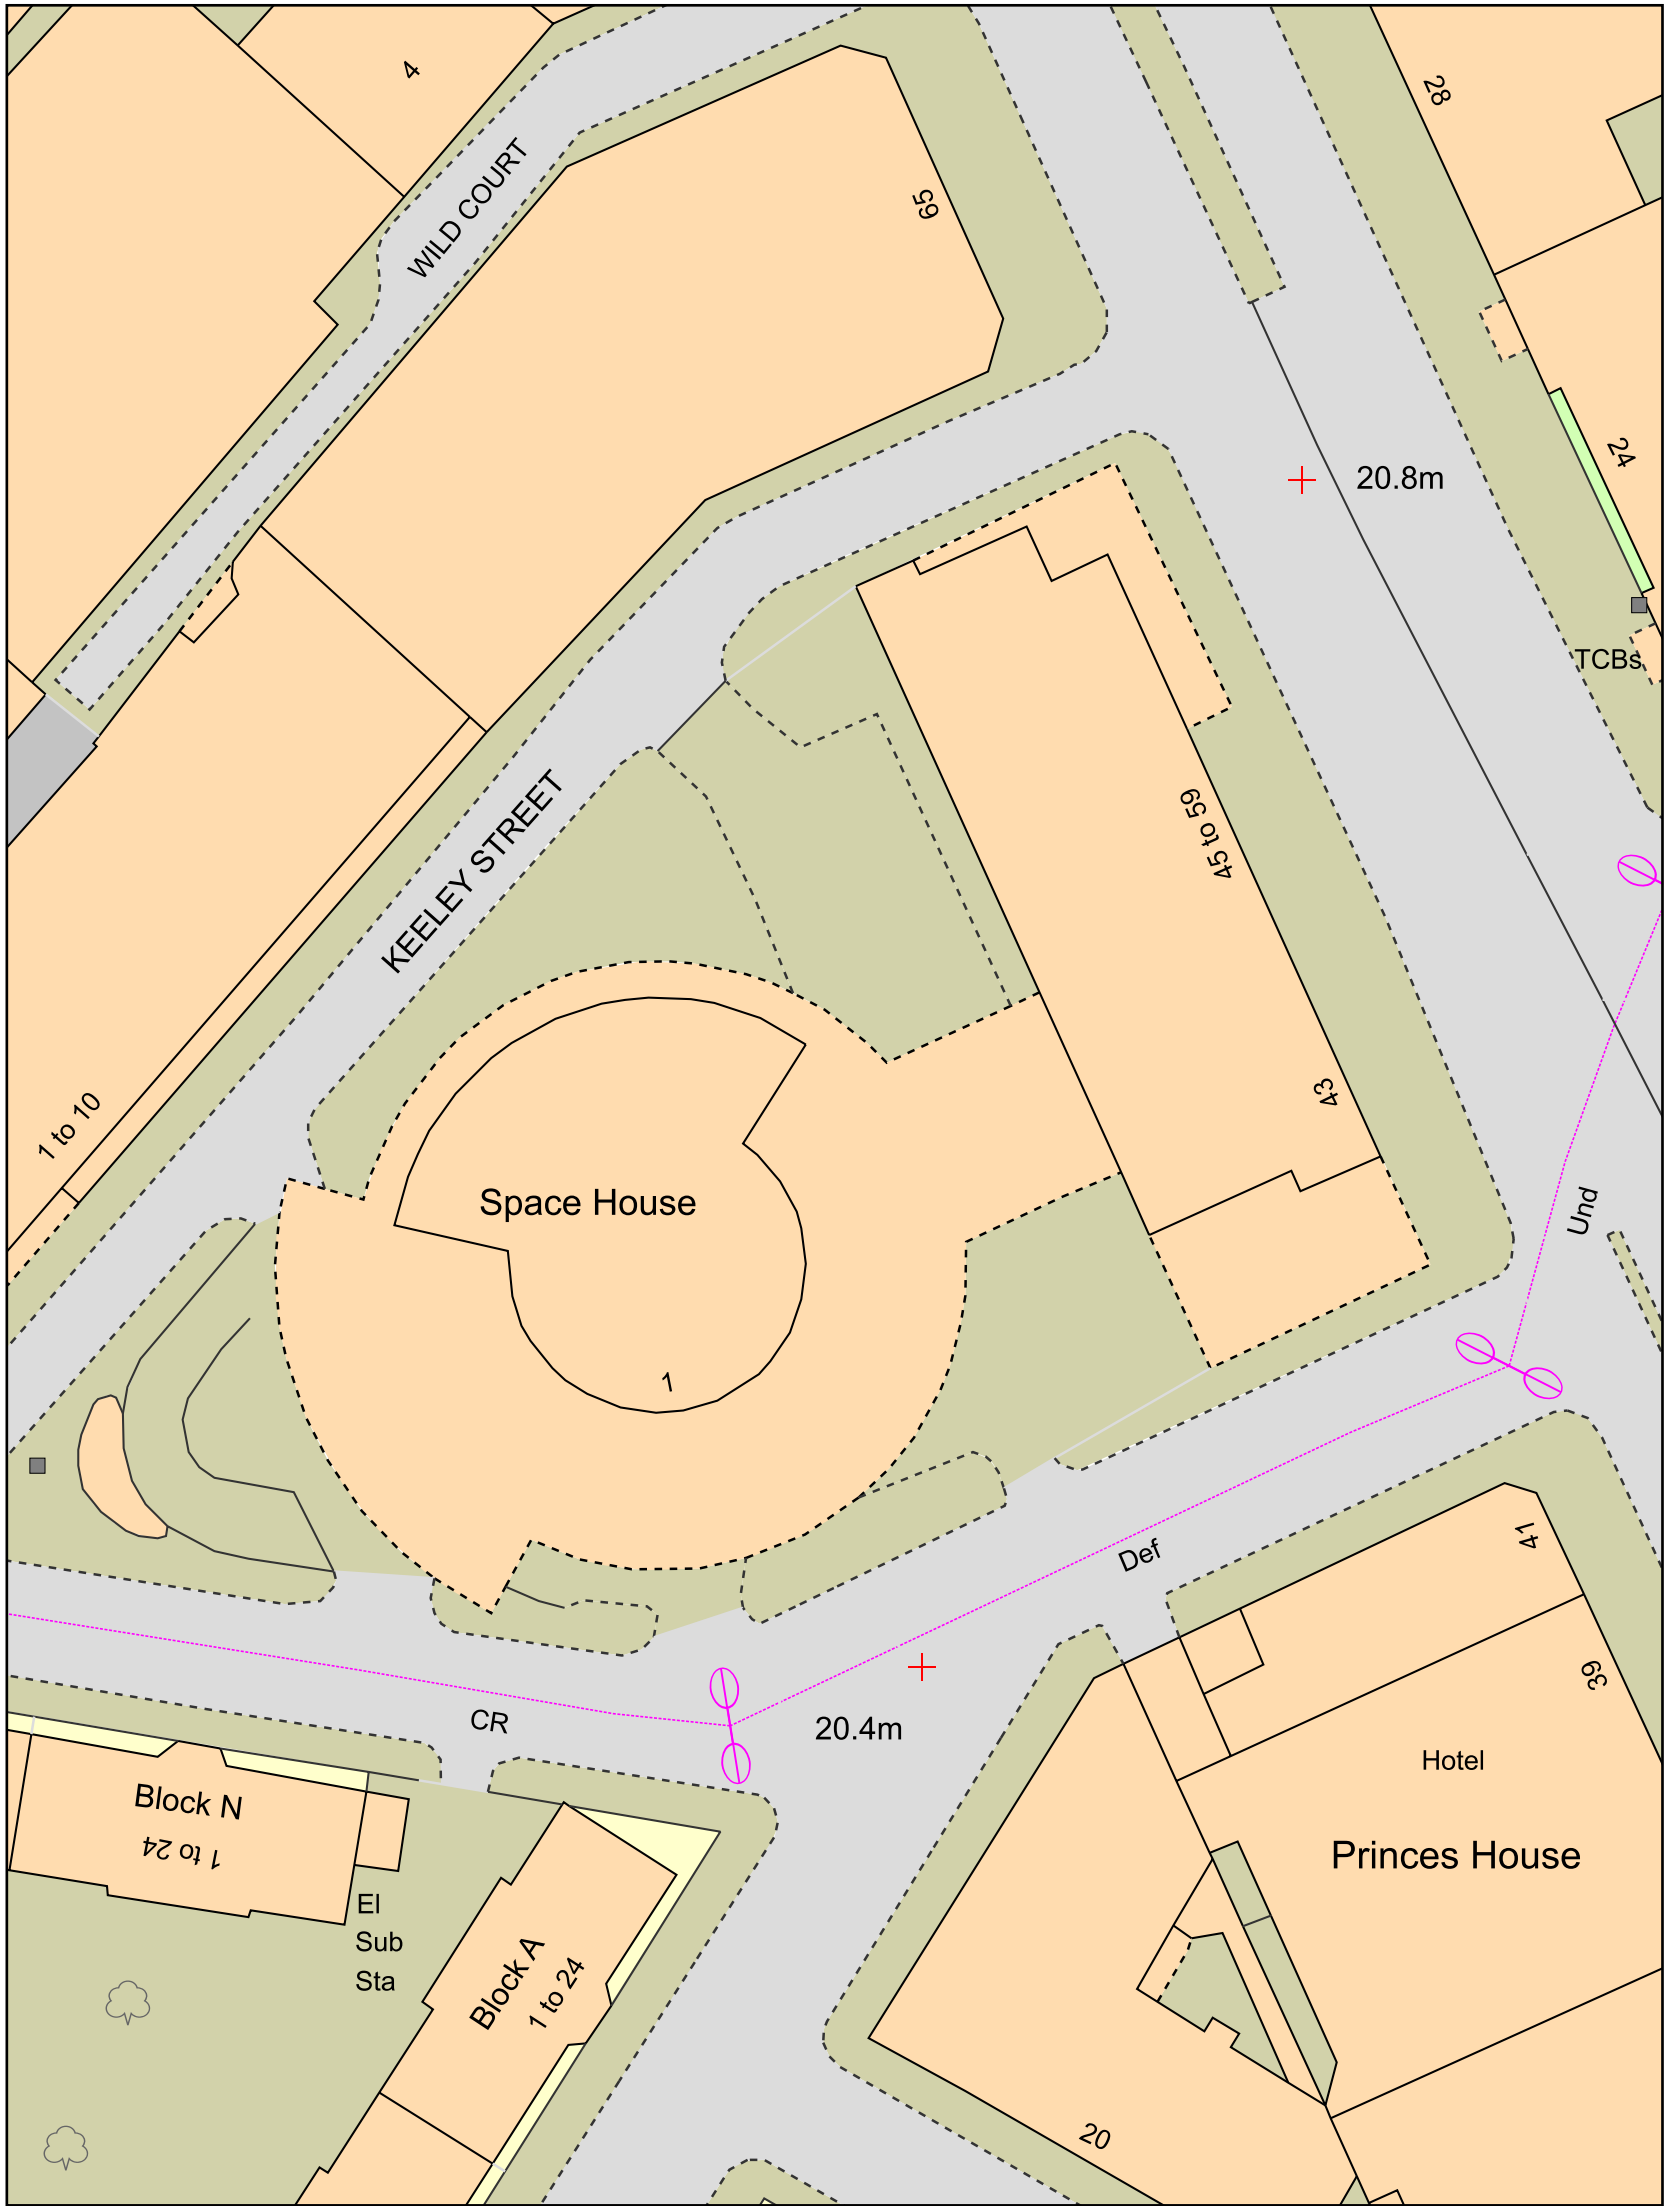 4
28
WILD COURT
65
24
20.8m
TCBs
KEELEY STREET
45 to 59
43
1 to 10
Space House
1
Und
Def
41
39
CR
20.4m
Hotel
Princes House
Block N
1 to 24
El
Sub
Sta
Block A
1 to 24
20